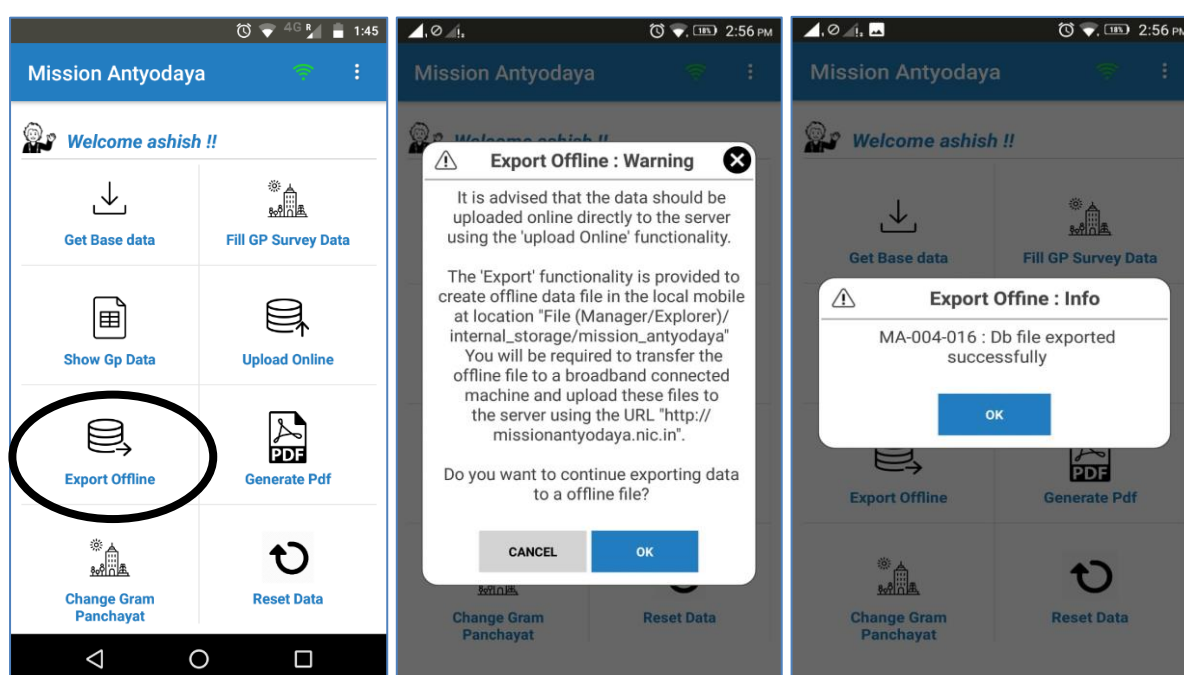 4G R 1:45
Mission Antyodaya
Welcome ashish !!
Get Base data
Fill GP Survey Data
Show Gp Data
Upload Online
Export Offline
PDF
Generate Pdf
Change Gram
Panchayat
Reset Data
18% 2:56 PM
Mission Antyodaya
Welcome ashish !!
Export Offline : Warning
It is advised that the data should be
uploaded online directly to the server
using the 'upload Online' functionality.
The 'Export' functionality is provided to
create offline data file in the local mobile
at location "File (Manager/Explorer)/
internal_storage/mission_antyodaya"
You will be required to transfer the
offline file to a broadband connected
machine and upload these files to
the server using the URL "http://
missionantyodaya.nic.in".
Do you want to continue exporting data
to a offline file?
CANCEL
OK
Change Gram
Panchayat
Reset Data
18% 2:56 PM
Mission Antyodaya
Welcome ashish !!
Get Base data
Fill GP Survey Data
Export Offine : Info
MA-004-016 : Db file exported
successfully
OK
PDF
Export Offline
Generate Pdf
Change Gram
Panchayat
Reset Data